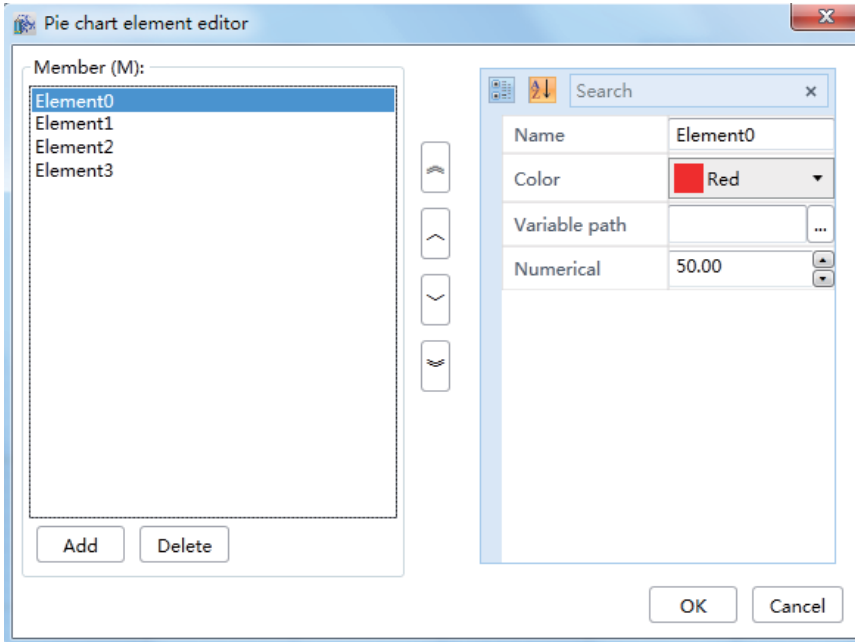 Pie chart element editor
Member (M):
Element0
Element1
Element2
Element3
Add
Delete
Search
Name
Element0
Color
Red
Variable path
...
Numerical
50.00
OK
Cancel